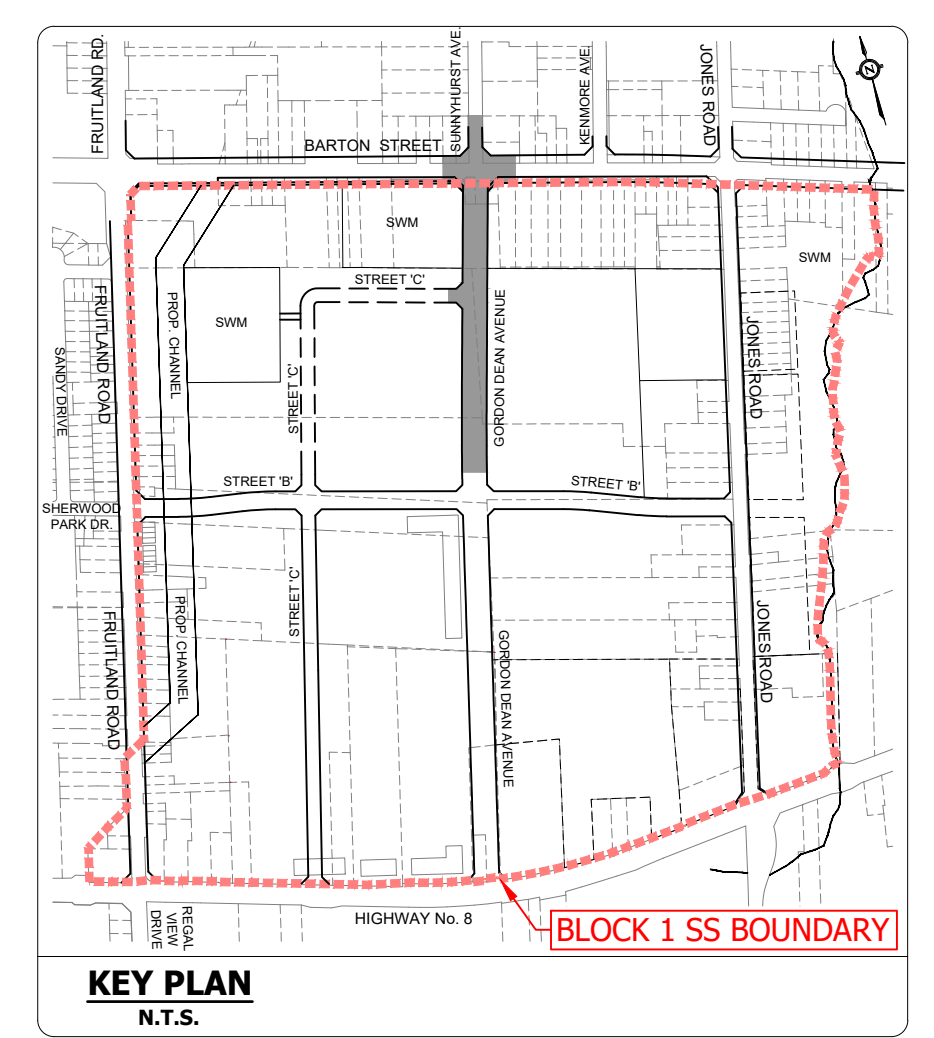 FRUITLAND RD.
SUNNYHURST AVE.
KENMORE AVE.
JONES ROAD
N
BARTON STREET
SWM
SWM
STREET 'C'
SWM
PROP. CHANNEL
FRUITLAND ROAD
SANDY DRIVE
STREET 'C'
GORDON DEAN AVENUE
JONES ROAD
STREET 'B'
STREET 'B'
SHERWOOD
PARK DR.
STREET 'C'
PROP. CHANNEL
FRUITLAND ROAD
GORDON DEAN AVENUE
JONES ROAD
HIGHWAY No. 8
REGAL
VIEW
DRIVE
BLOCK 1 SS BOUNDARY
KEY PLAN
N.T.S.